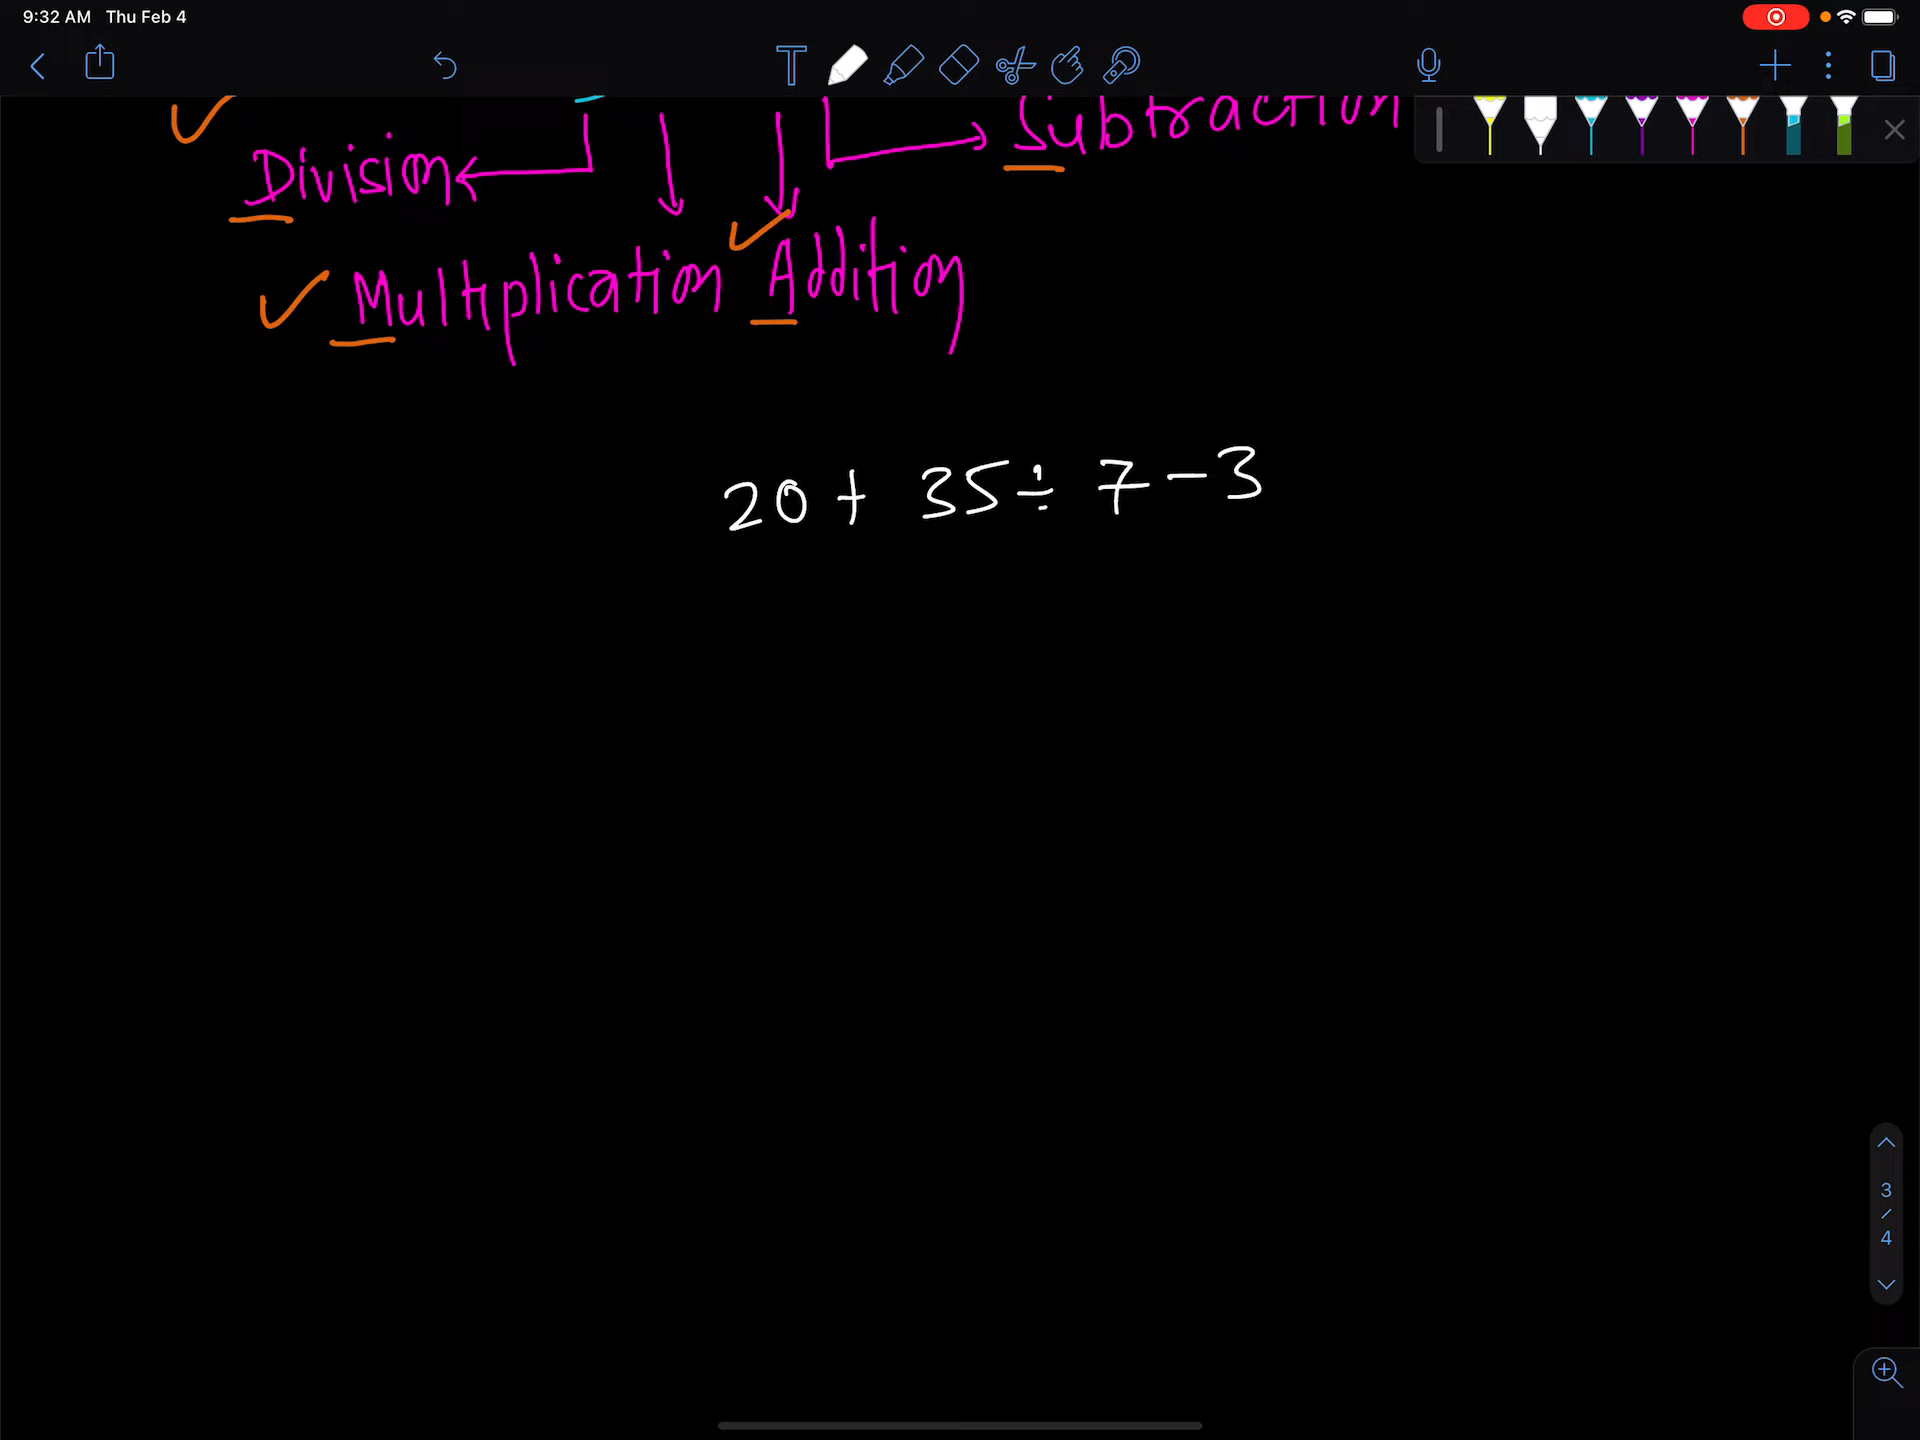 9:32 AM Thu Feb 4
Subtraction
Division
Multiplication Addition
20 + 35 ÷ 7 - 3
3
/
4